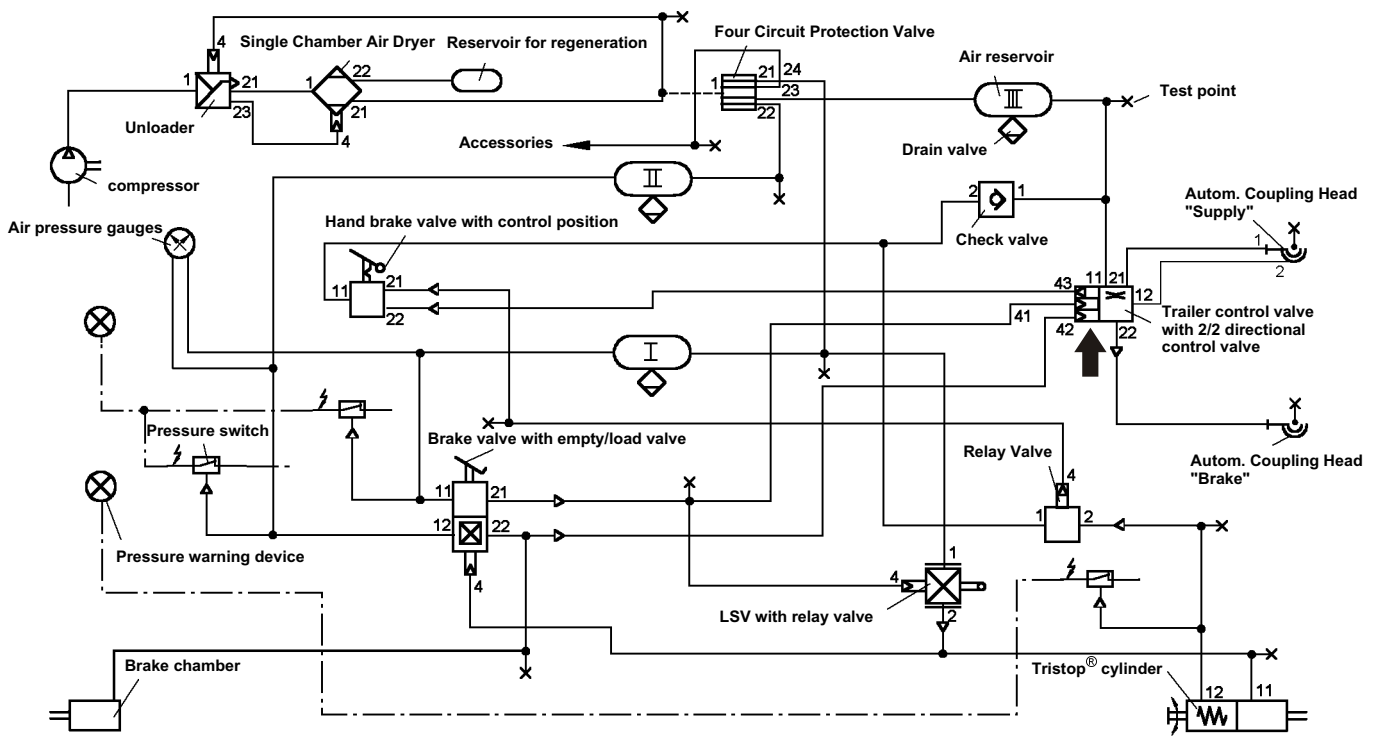 4
Single Chamber Air Dryer
Reservoir for regeneration
Four Circuit Protection Valve
Air reservoir
1
21
23
Unloader
1
22
21
4
1
21
24
23
22
III
Test point
Drain valve
Accessories
compressor
II
2
1
Check valve
Autom. Coupling Head
"Supply"
1
2
Air pressure gauges
Hand brake valve with control position
11
21
22
43
11
21
12
41
42
22
Trailer control valve
with 2/2 directional
control valve
I
Pressure switch
Brake valve with empty/load valve
Relay Valve
Autom. Coupling Head
"Brake"
11
21
12
22
4
4
1
2
Pressure warning device
1
4
2
LSV with relay valve
Brake chamber
Tristop® cylinder
12
11